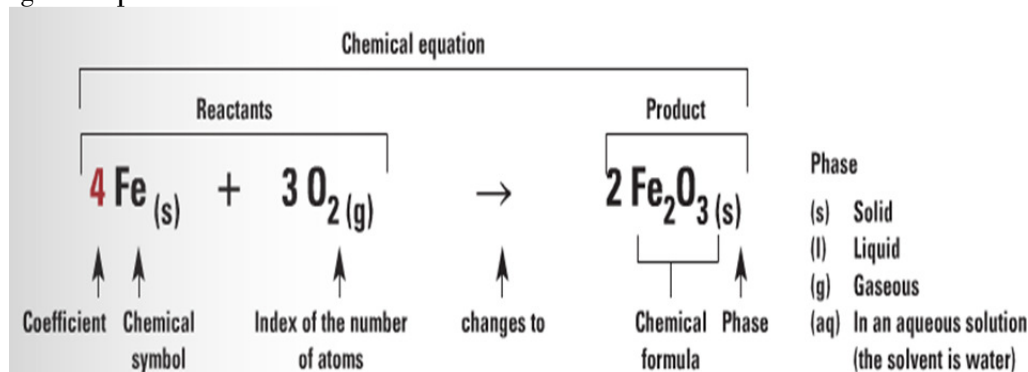 Chemical equation
Reactants
Product
4 Fe (s) + 3 O2 (g) → 2 Fe2O3 (s)
Coefficient
Chemical
symbol
Index of the number
of atoms
changes to
Chemical
formula
Phase
Phase
(s) Solid
(l) Liquid
(g) Gaseous
(aq) In an aqueous solution
(the solvent is water)